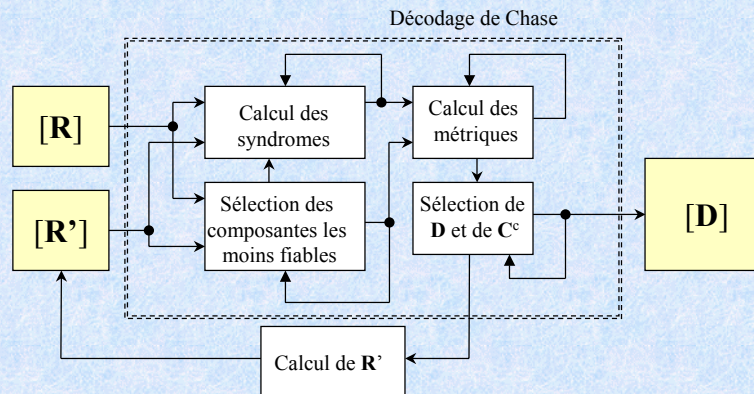 Décodage de Chase
[R]
Calcul des
syndromes
Calcul des
métriques
[R’]
Sélection des
composantes les
moins fiables
Sélection de
D et de Cᶜ
[D]
Calcul de R’